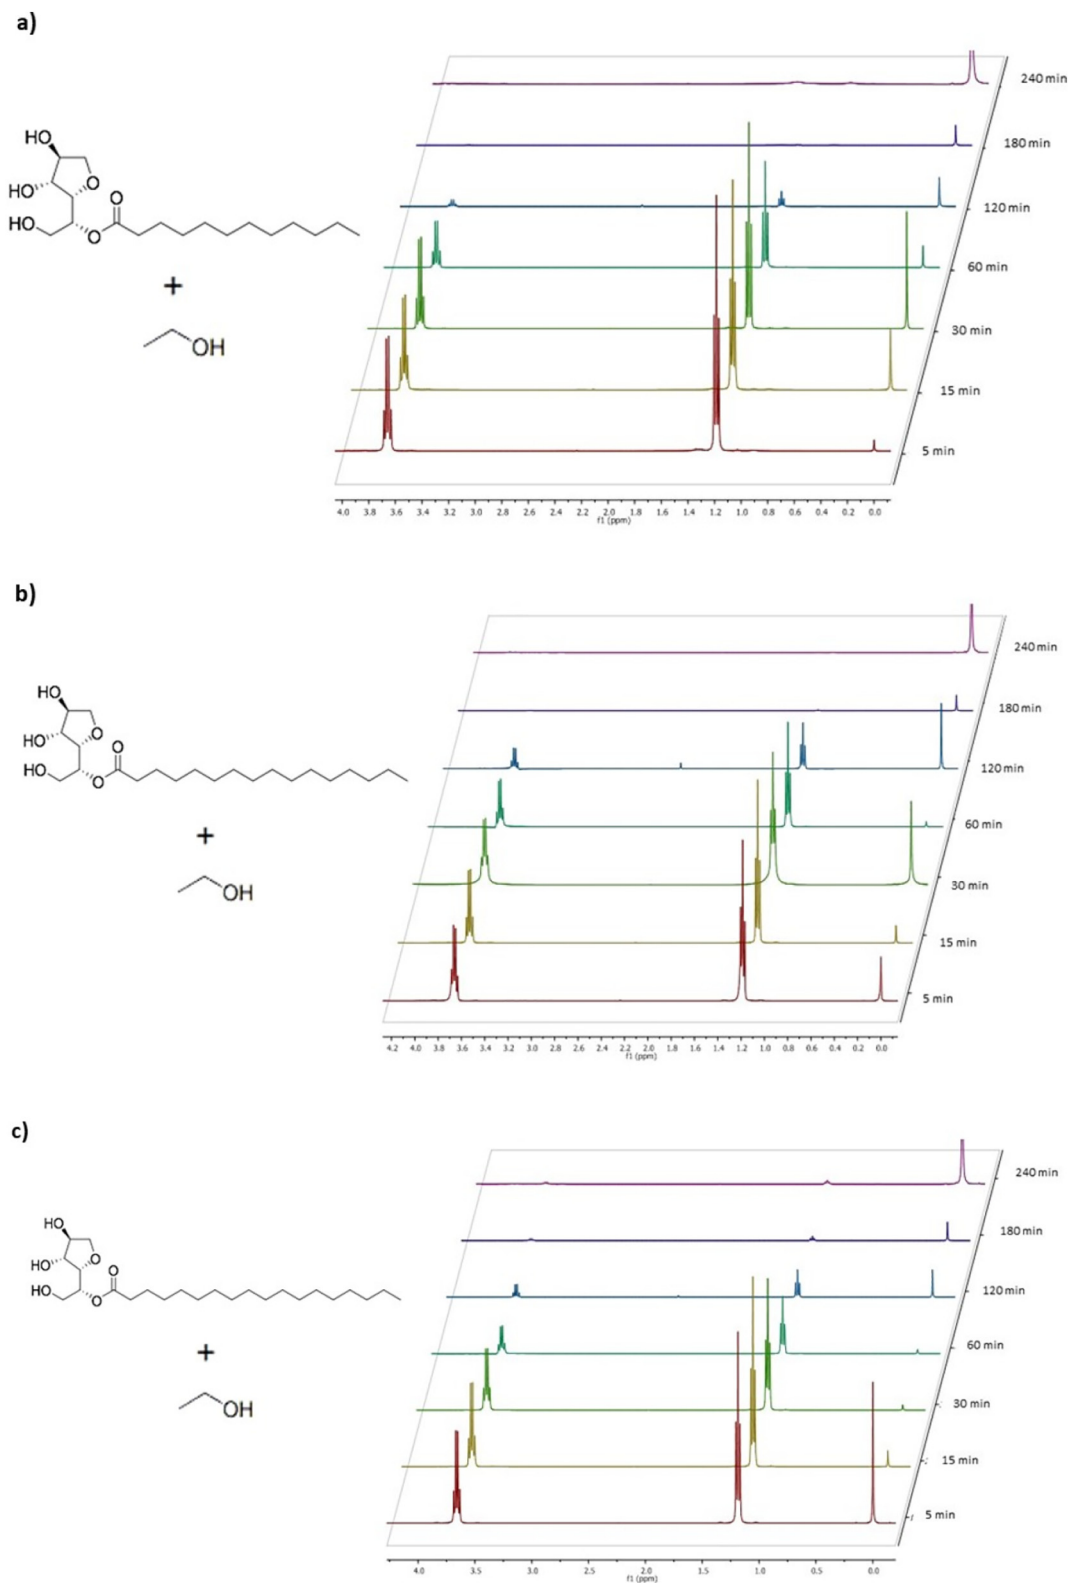 a)
240 min
180 min
120 min
60 min
30 min
15 min
5 min
HO
HO
O
HO
O
O
+
OH
4.0 3.8 3.6 3.4 3.2 3.0 2.8 2.6 2.4 2.2 2.0 1.8 1.6 1.4 1.2 1.0 0.8 0.6 0.4 0.2 0.0
f1 (ppm)
b)
240 min
180 min
120 min
60 min
30 min
15 min
5 min
HO
HO
O
HO
O
O
+
OH
4.2 4.0 3.8 3.6 3.4 3.2 3.0 2.8 2.6 2.4 2.2 2.0 1.8 1.6 1.4 1.2 1.0 0.8 0.6 0.4 0.2 0.0
f1 (ppm)
c)
240 min
180 min
120 min
60 min
30 min
15 min
5 min
HO
HO
O
HO
O
O
+
OH
4.0 3.5 3.0 2.5 2.0 1.5 1.0 0.5 0.0
f1 (ppm)